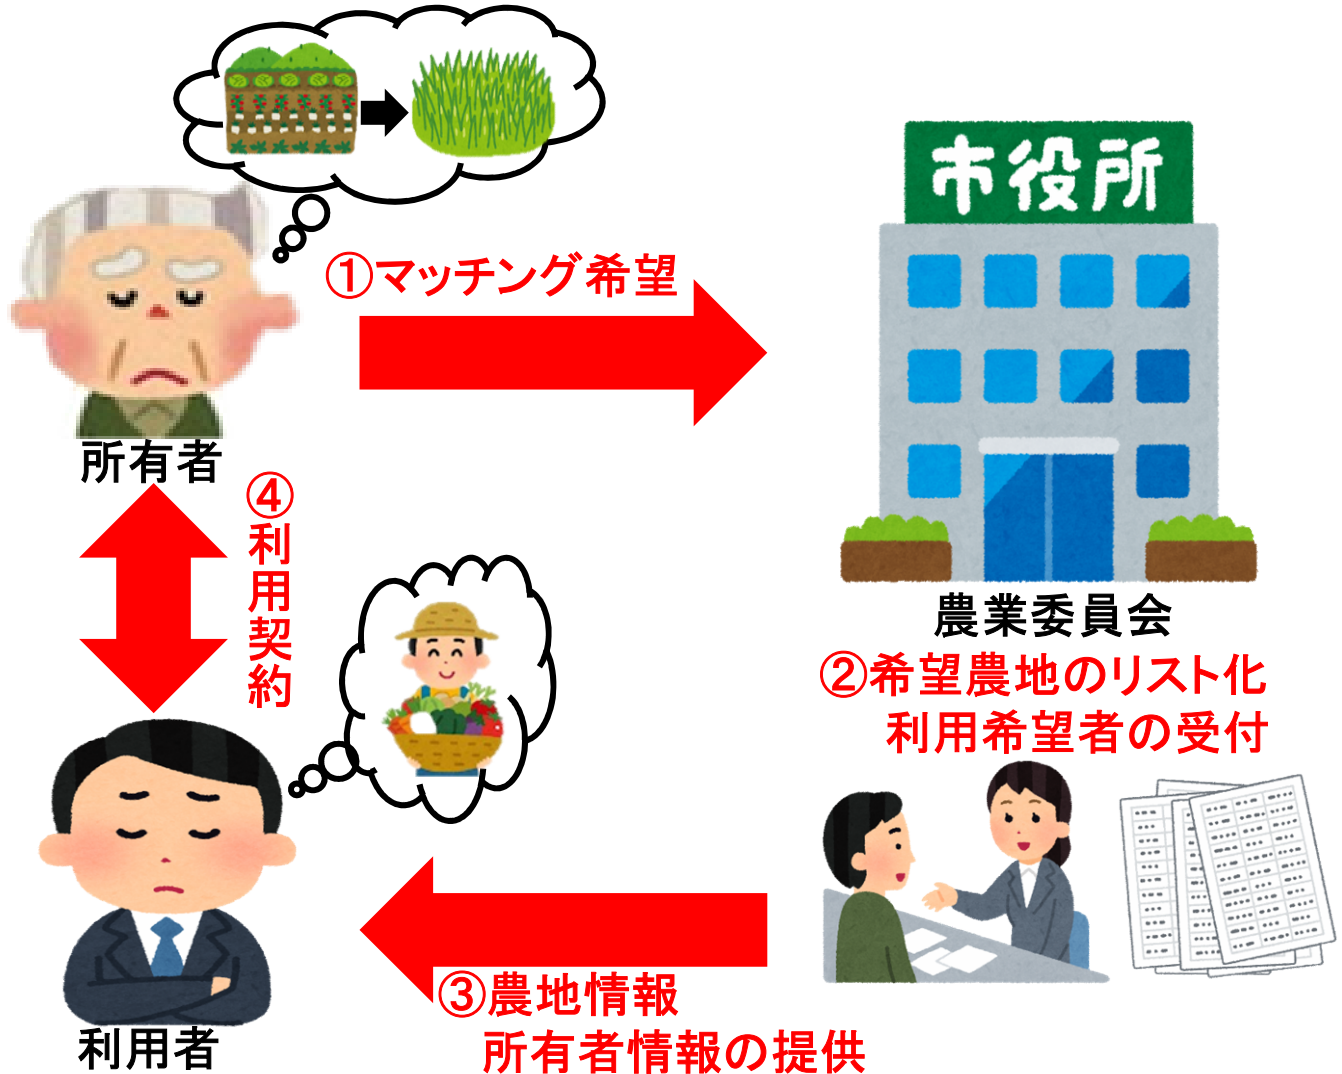 市役所
①マッチング希望
所有者
④利用契約
農業委員会
②希望農地のリスト化
利用希望者の受付
③農地情報
所有者情報の提供
利用者